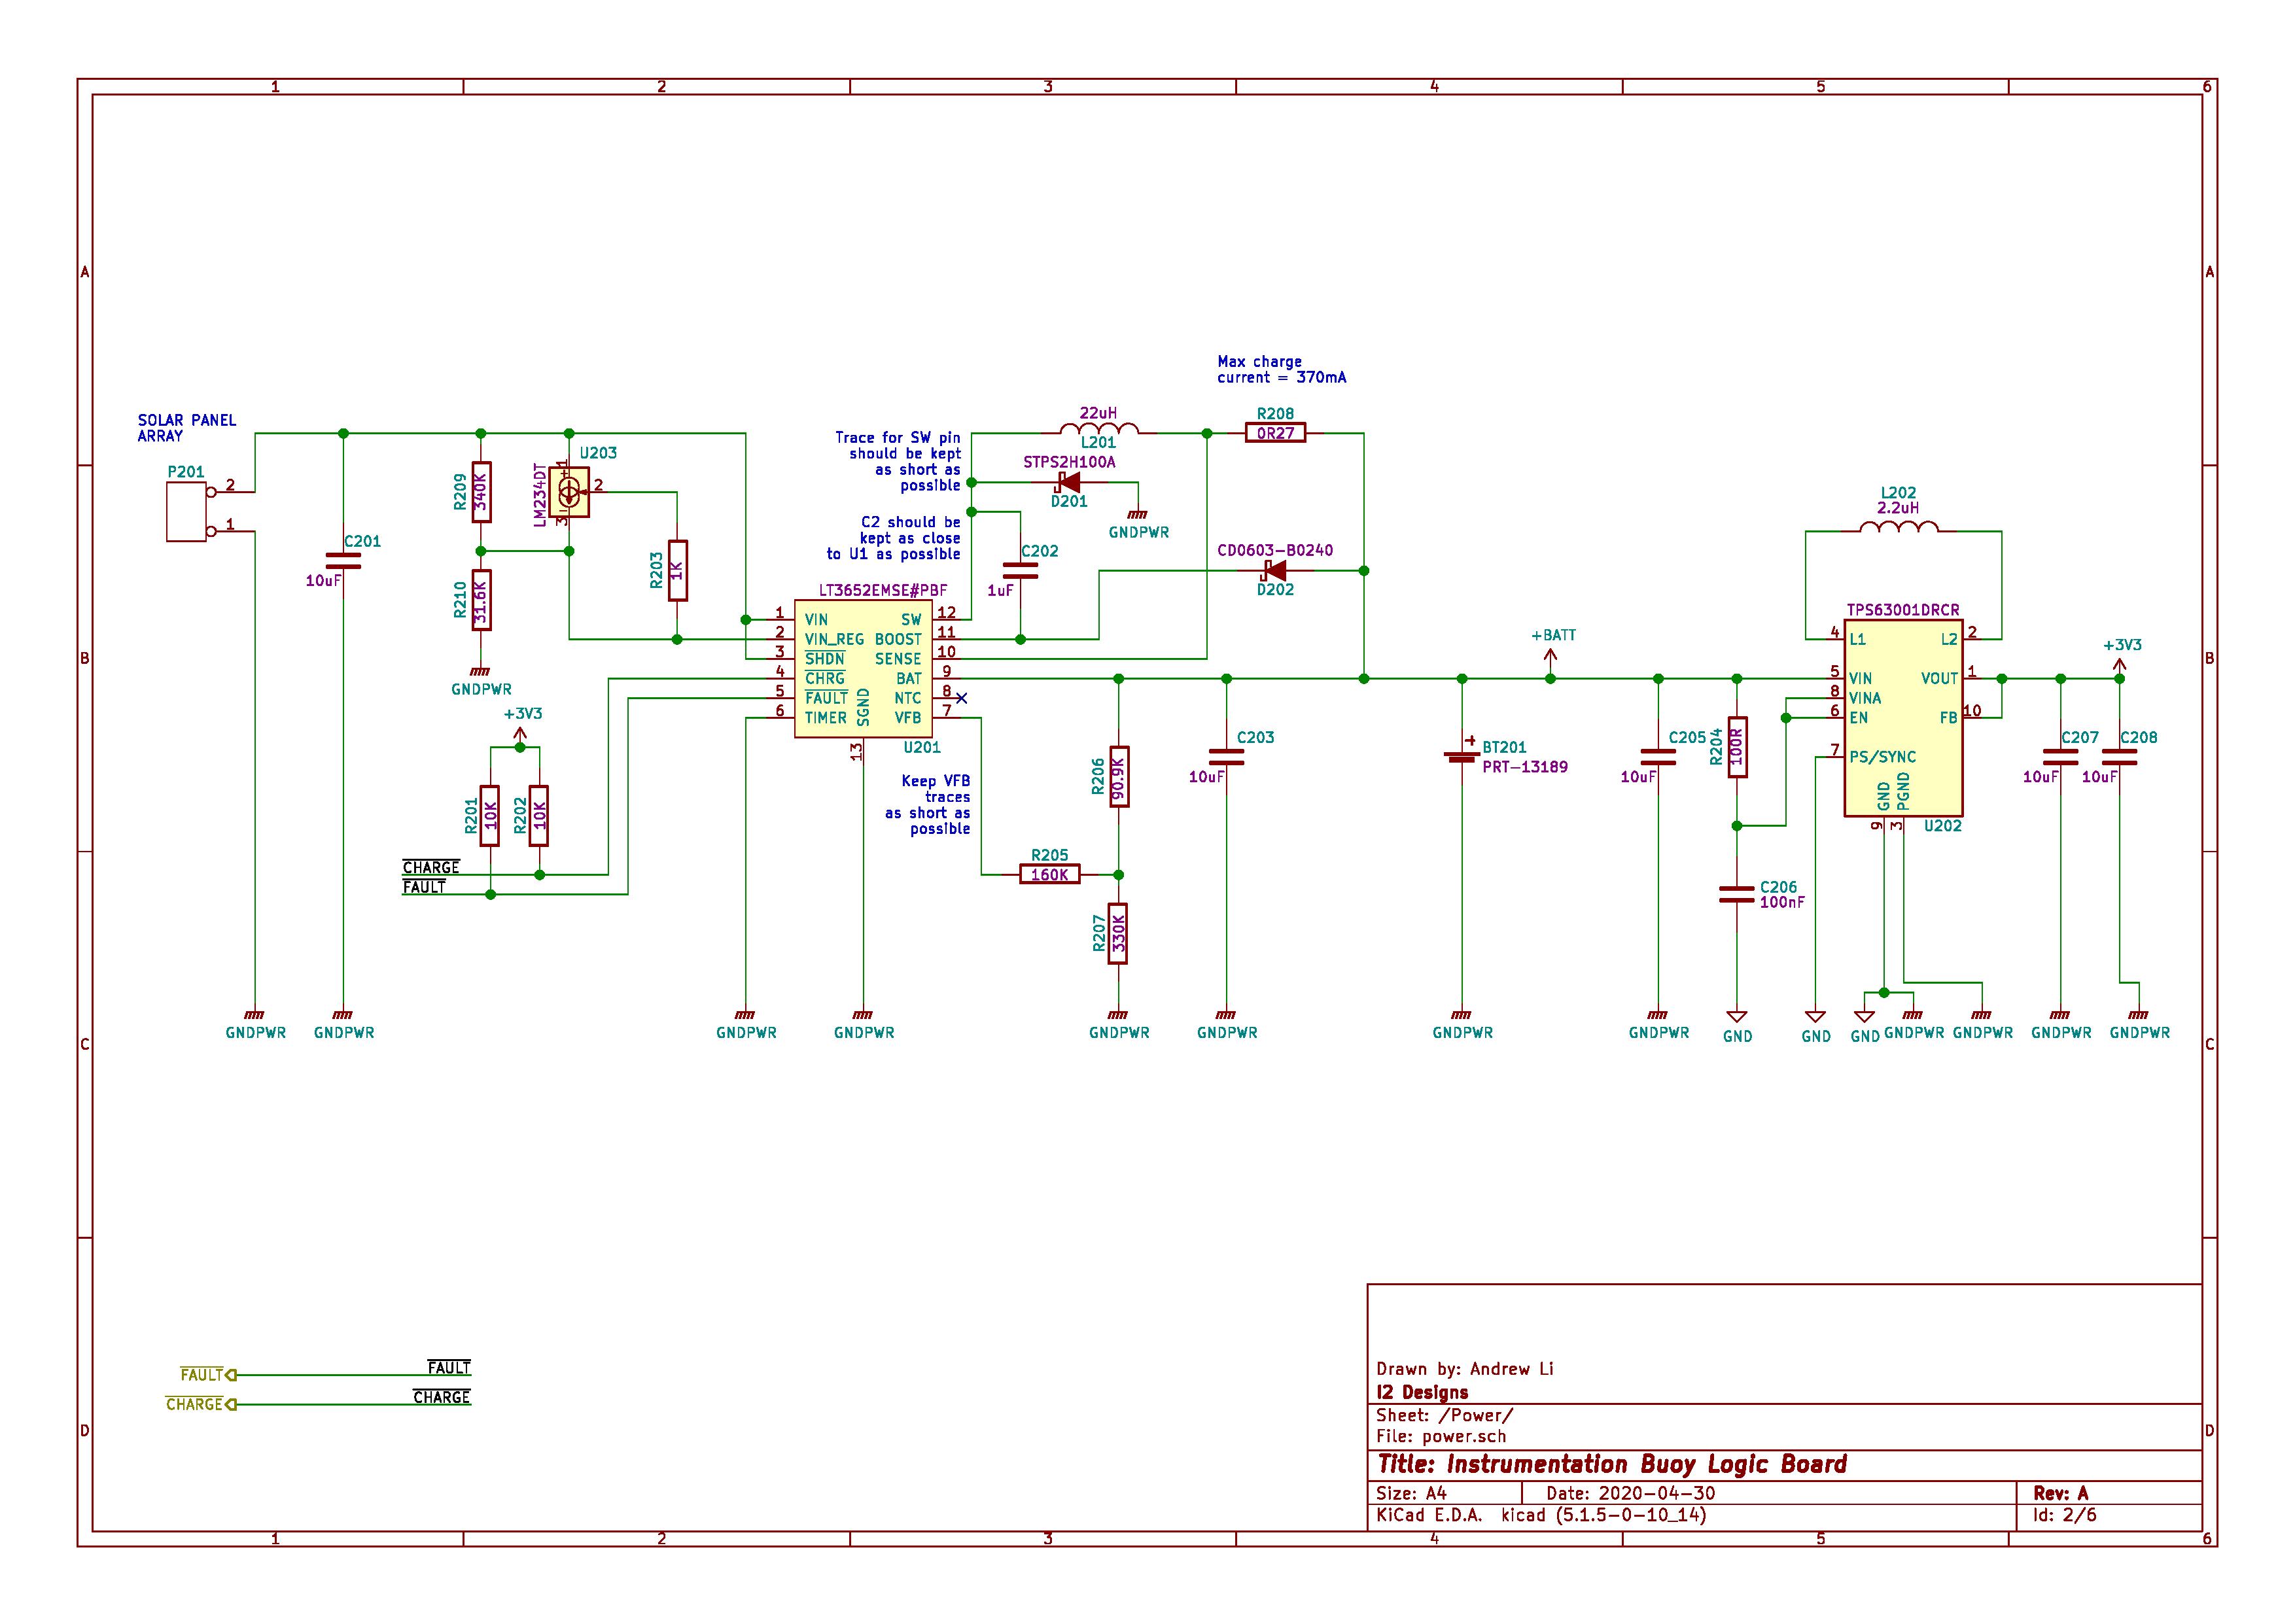 1 2 3 4 5 6
A A
B B
C C
D D
1 2 3 4 5 6
SOLAR PANEL
ARRAY
P201
2
1
C201
10uF
R209
340K
R210
31.6K
GNDPWR
U203
LM234DT
1
2
3
R203
1K
+3V3
R201
10K
R202
10K
CHARGE
FAULT
Trace for SW pin
should be kept
as short as
possible
C2 should be
kept as close
to U1 as possible
LT3652EMSE#PBF
1 VIN SW 12
2 VIN_REG BOOST 11
3 SHDN SENSE 10
4 CHRG BAT 9
5 FAULT NTC 8
6 TIMER VFB 7
SGND
13
U201
Keep VFB
traces
as short as
possible
22uH
L201
STPS2H100A
D201
GNDPWR
C202
1uF
Max charge
current = 370mA
R208
0R27
CD0603-B0240
D202
R206
90.9K
R205
160K
R207
330K
C203
10uF
BT201
PRT-13189
+BATT
C205
10uF
R204
100R
C206
100nF
L202
2.2uH
TPS63001DRCR
4 L1 L2 2
5 VIN VOUT 1
8 VINA
6 EN FB 10
7 PS/SYNC
GND PGND
9 3
U202
+3V3
C207
10uF
C208
10uF
GNDPWR GNDPWR GNDPWR GNDPWR GNDPWR GNDPWR GNDPWR GNDPWR GND GND GND GNDPWR GNDPWR GNDPWR GNDPWR
FAULT FAULT
CHARGE CHARGE
Drawn by: Andrew Li
I2 Designs
Sheet: /Power/
File: power.sch
Title: Instrumentation Buoy Logic Board
Size: A4 Date: 2020-04-30 Rev: A
KiCad E.D.A. kicad (5.1.5-0-10_14) Id: 2/6